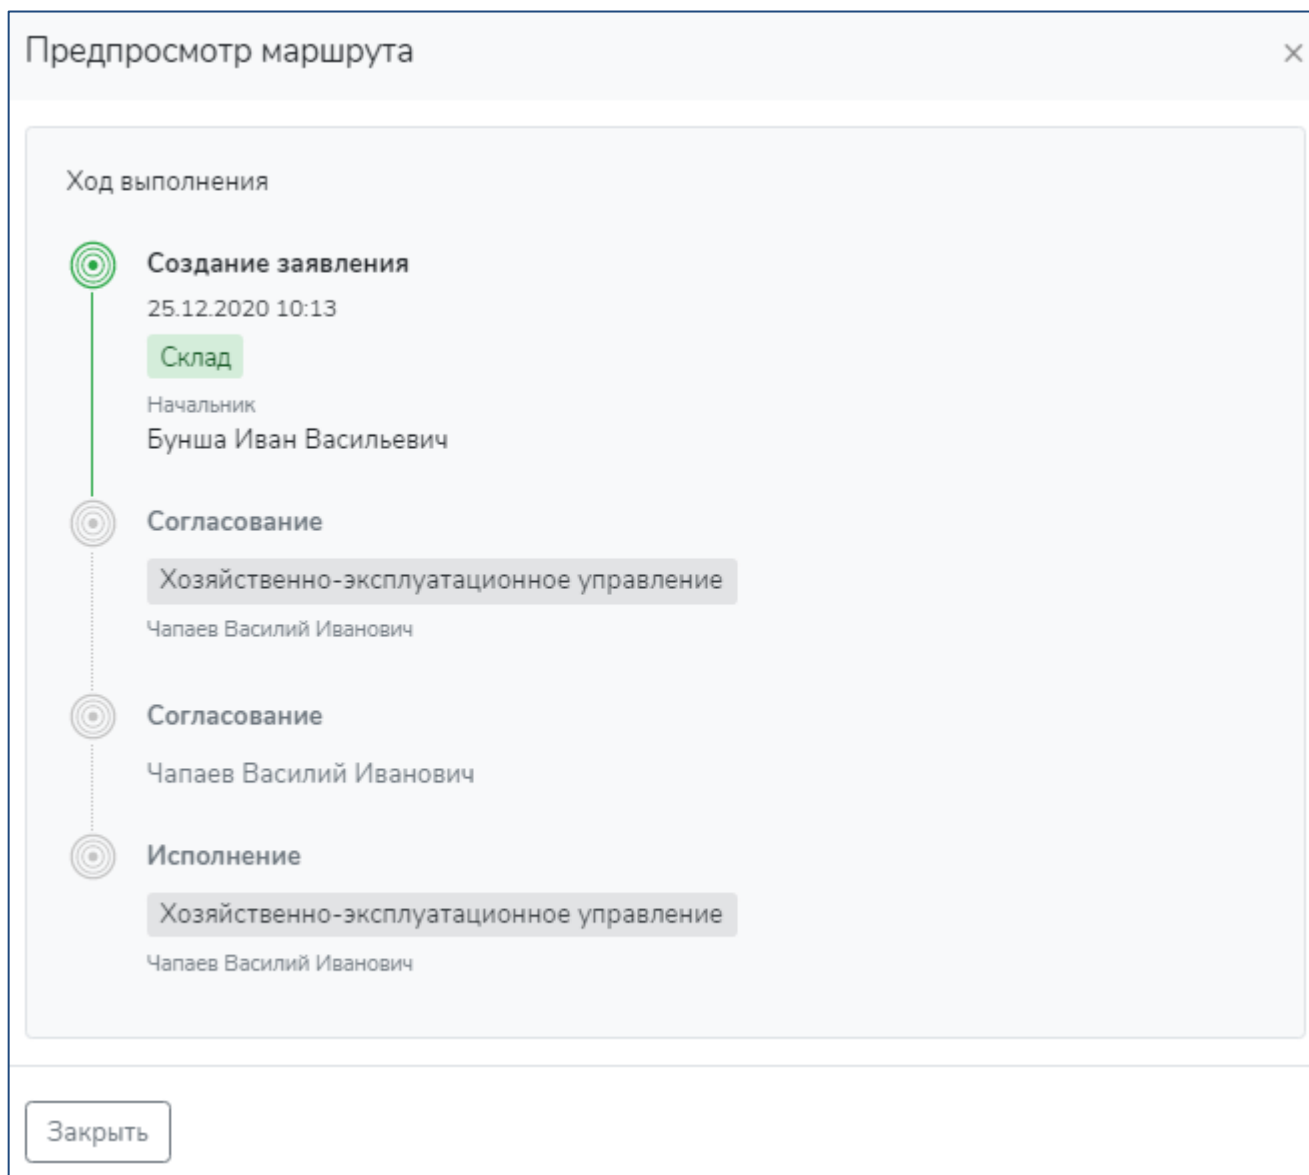 Предпросмотр маршрута
Ход выполнения
Создание заявления
25.12.2020 10:13
Склад
Начальник
Бунша Иван Васильевич
Согласование
Хозяйственно-эксплуатационное управление
Чапаев Василий Иванович
Согласование
Чапаев Василий Иванович
Исполнение
Хозяйственно-эксплуатационное управление
Чапаев Василий Иванович
Закрыть